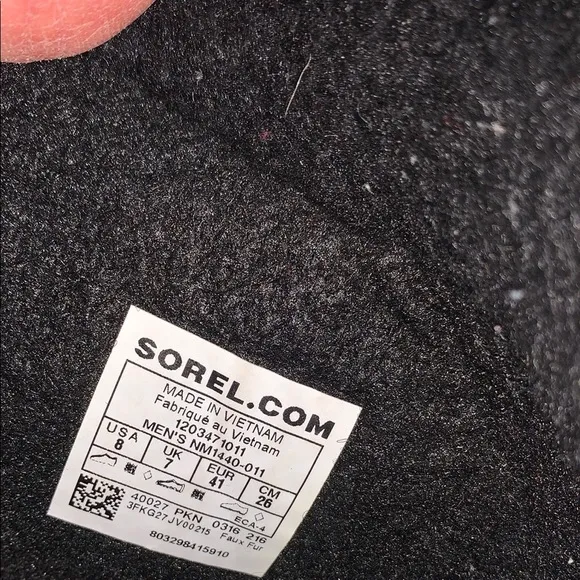 SOREL.COM
MADE IN VIETNAM
Fabriqué au Vietnam
1203471011
MEN'S NM1440-011
USA UK EUR CM
8 7 41 26
ECA-4
40027 PKN 0316 216
3FKG27JV00215 Faux Fur
803298415910